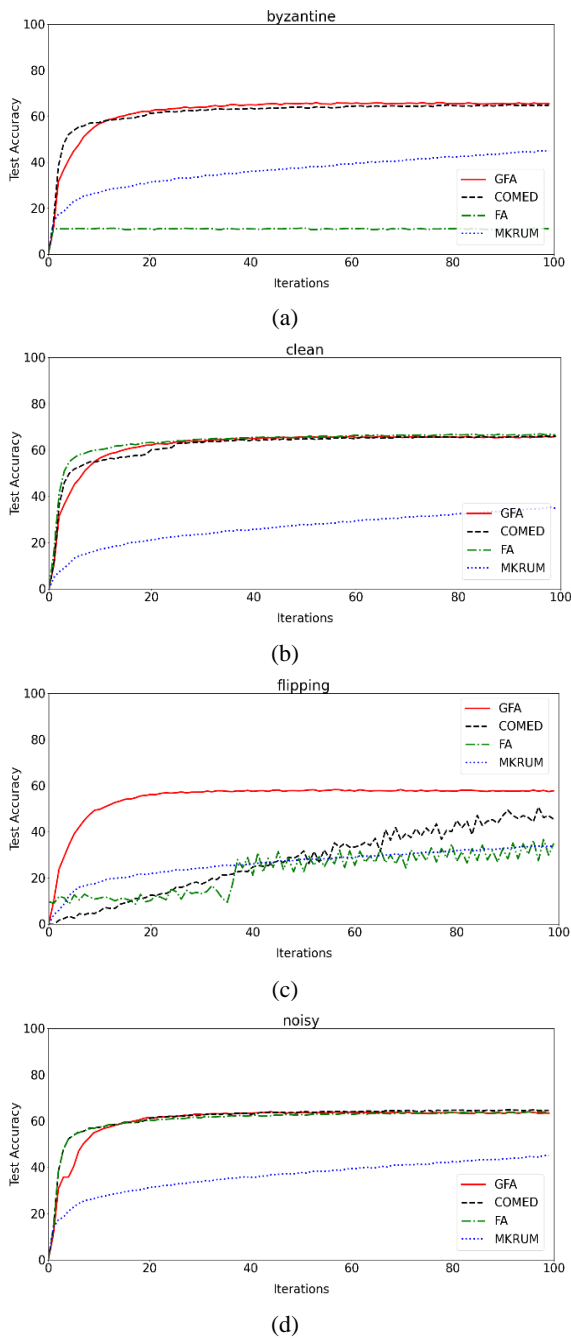 byzantine
100
80
60
40
20
0
Test Accuracy
GFA
COMED
FA
MKRUM
0 20 40 60 80 100
Iterations
(a)
clean
100
80
60
40
20
0
Test Accuracy
GFA
COMED
FA
MKRUM
0 20 40 60 80 100
Iterations
(b)
flipping
100
80
60
40
20
0
Test Accuracy
GFA
COMED
FA
MKRUM
0 20 40 60 80 100
Iterations
(c)
noisy
100
80
60
40
20
0
Test Accuracy
GFA
COMED
FA
MKRUM
0 20 40 60 80 100
Iterations
(d)